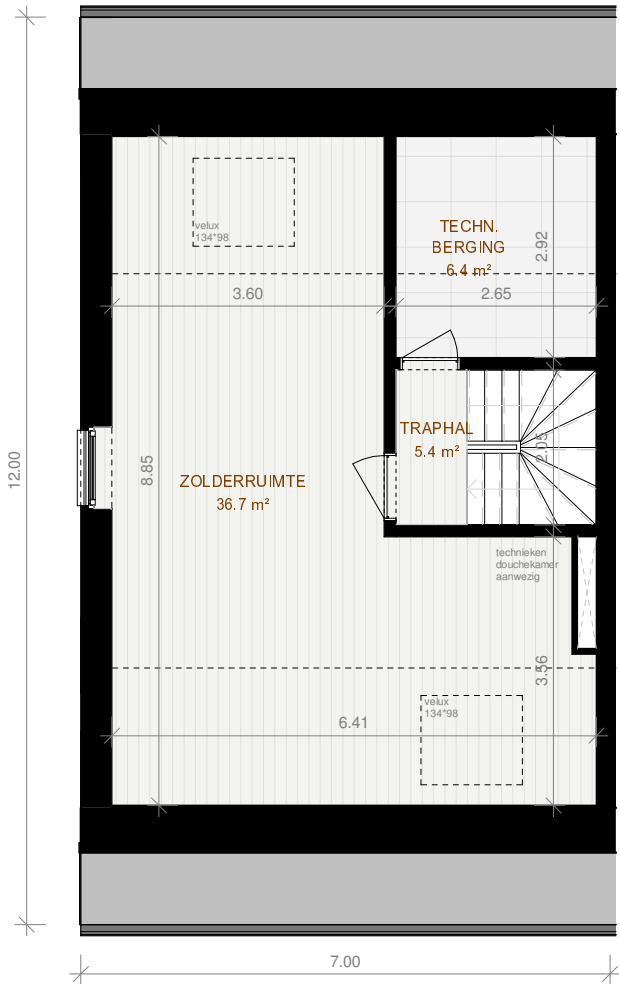 velux
134*98
TECHN.
BERGING
6.4 m²
2.92
3.60
2.65
TRAPHAL
5.4 m²
2.05
12.00
8.85
ZOLDERRUIMTE
36.7 m²
technieken
douchekamer
aanwezig
3.56
velux
134*98
6.41
7.00